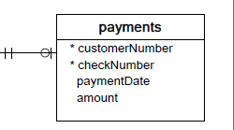 payments
* customerNumber
* checkNumber
paymentDate
amount